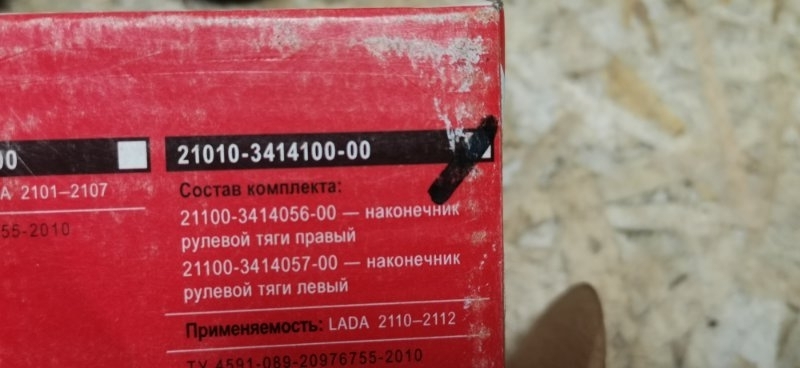 00
А 2101–2107
55-2010
21010-3414100-00
Состав комплекта:
21100-3414056-00 — наконечник
рулевой тяги правый
21100-3414057-00 — наконечник
рулевой тяги левый
Применяемость: LADA 2110–2112
ТУ 4591-089-20976755-2010